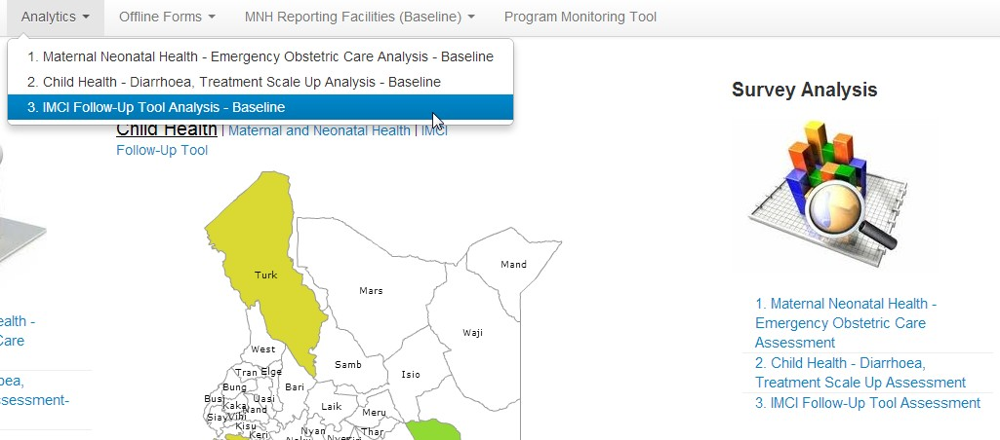 Analytics
Offline Forms
MNH Reporting Facilities (Baseline)
Program Monitoring Tool
1. Maternal Neonatal Health - Emergency Obstetric Care Analysis - Baseline
2. Child Health - Diarrhoea, Treatment Scale Up Analysis - Baseline
3. IMCI Follow-Up Tool Analysis - Baseline
Child Health | Maternal and Neonatal Health | IMCI
Follow-Up Tool
Turk
Mars
Mand
Waji
West
Samb
Isio
Tran
Elge
Bari
Bung
Busi
Kaka
Uasi
Nand
Laik
Meru
Siay
Vihi
Kisu
Keri
Nyan
Thar
ealth -
Care
oea,
ssessment-
Survey Analysis
1. Maternal Neonatal Health -
Emergency Obstetric Care
Assessment
2. Child Health - Diarrhoea,
Treatment Scale Up Assessment
3. IMCI Follow-Up Tool Assessment